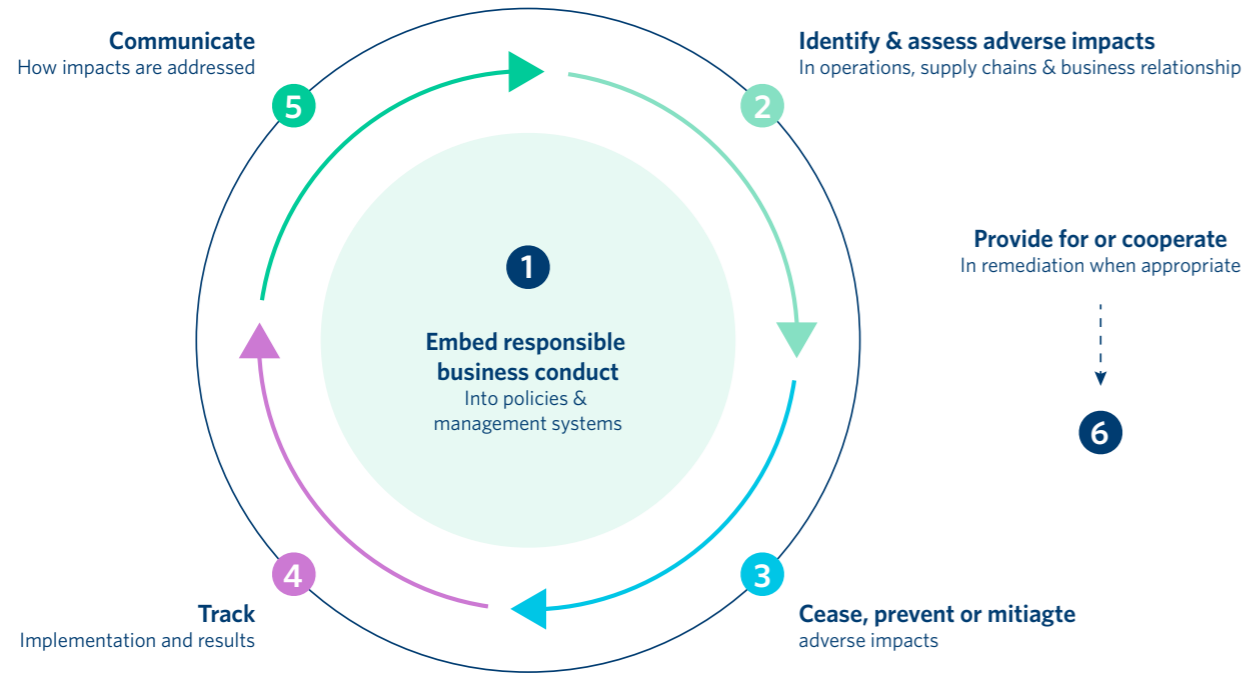 Communicate
How impacts are addressed
5
Identify & assess adverse impacts
In operations, supply chains & business relationship
2
1
Embed responsible
business conduct
Into policies &
management systems
Provide for or cooperate
In remediation when appropriate
6
4
Track
Implementation and results
3
Cease, prevent or mitiagte
adverse impacts